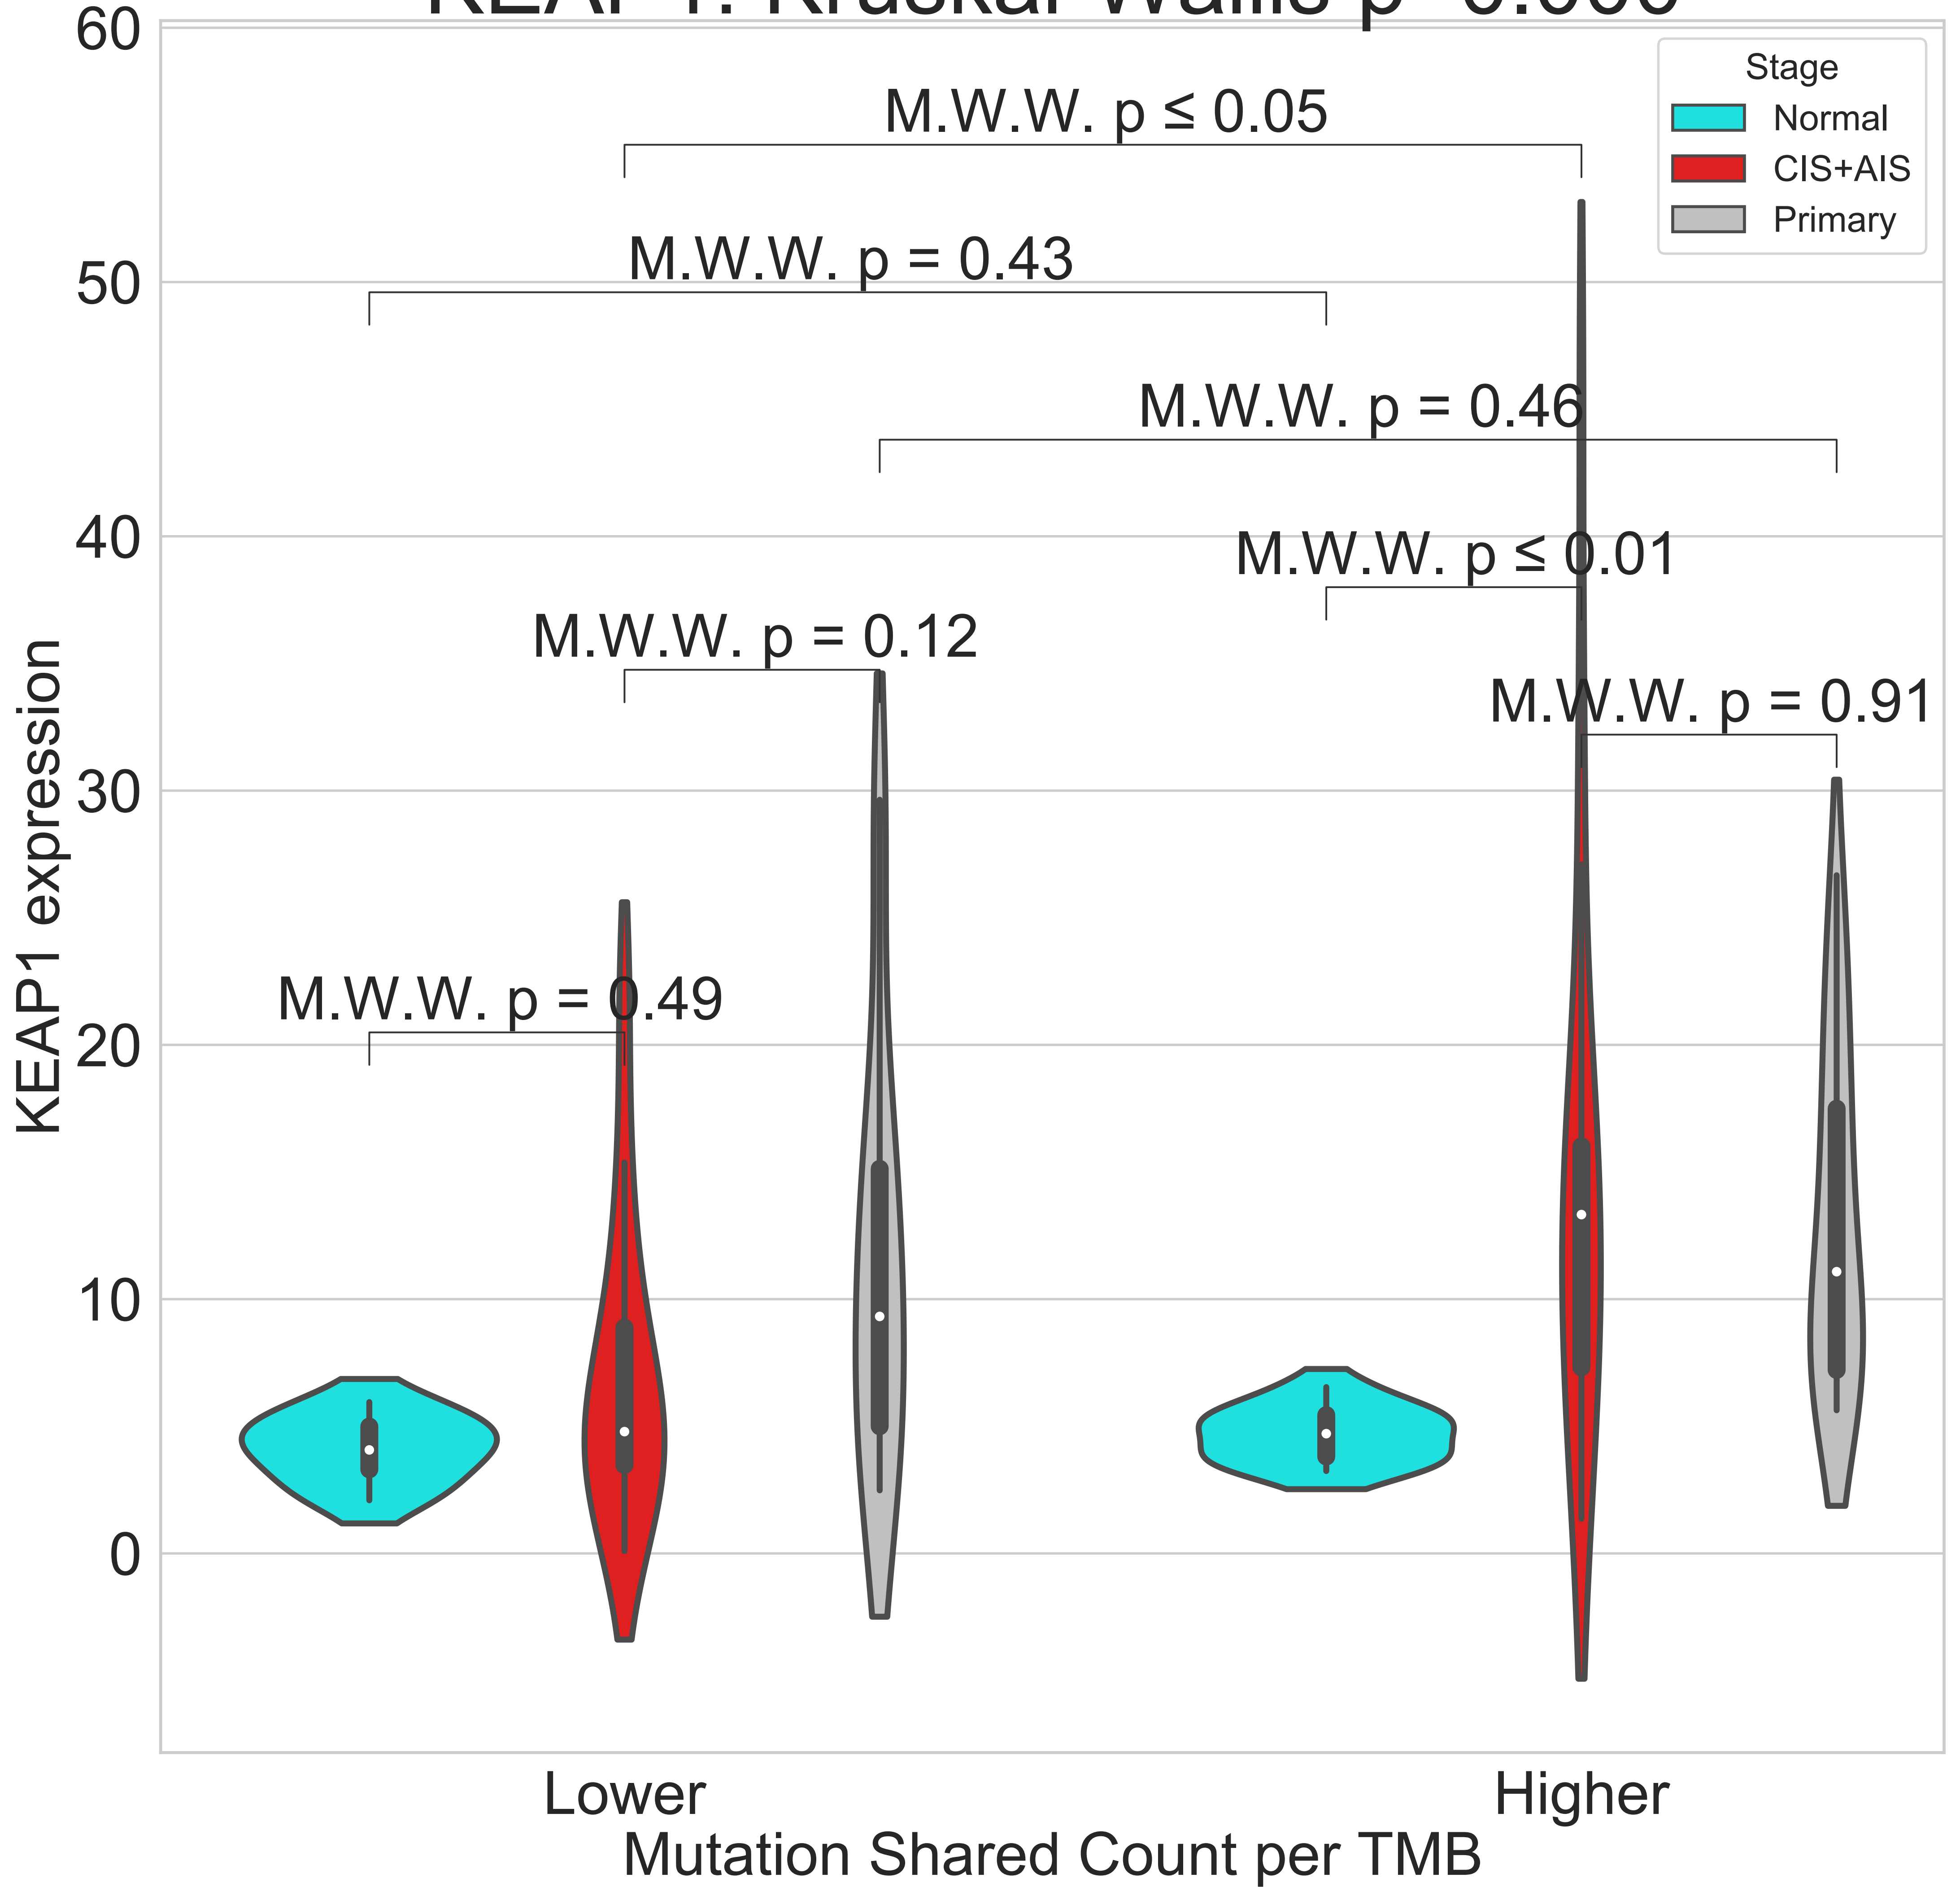 60
50
40
30
20
10
0
KEAP1 expression
Stage
Normal
CIS+AIS
Primary
M.W.W. p ≤ 0.05
M.W.W. p = 0.43
M.W.W. p = 0.46
M.W.W. p ≤ 0.01
M.W.W. p = 0.12
M.W.W. p = 0.91
M.W.W. p = 0.49
Lower
Higher
Mutation Shared Count per TMB